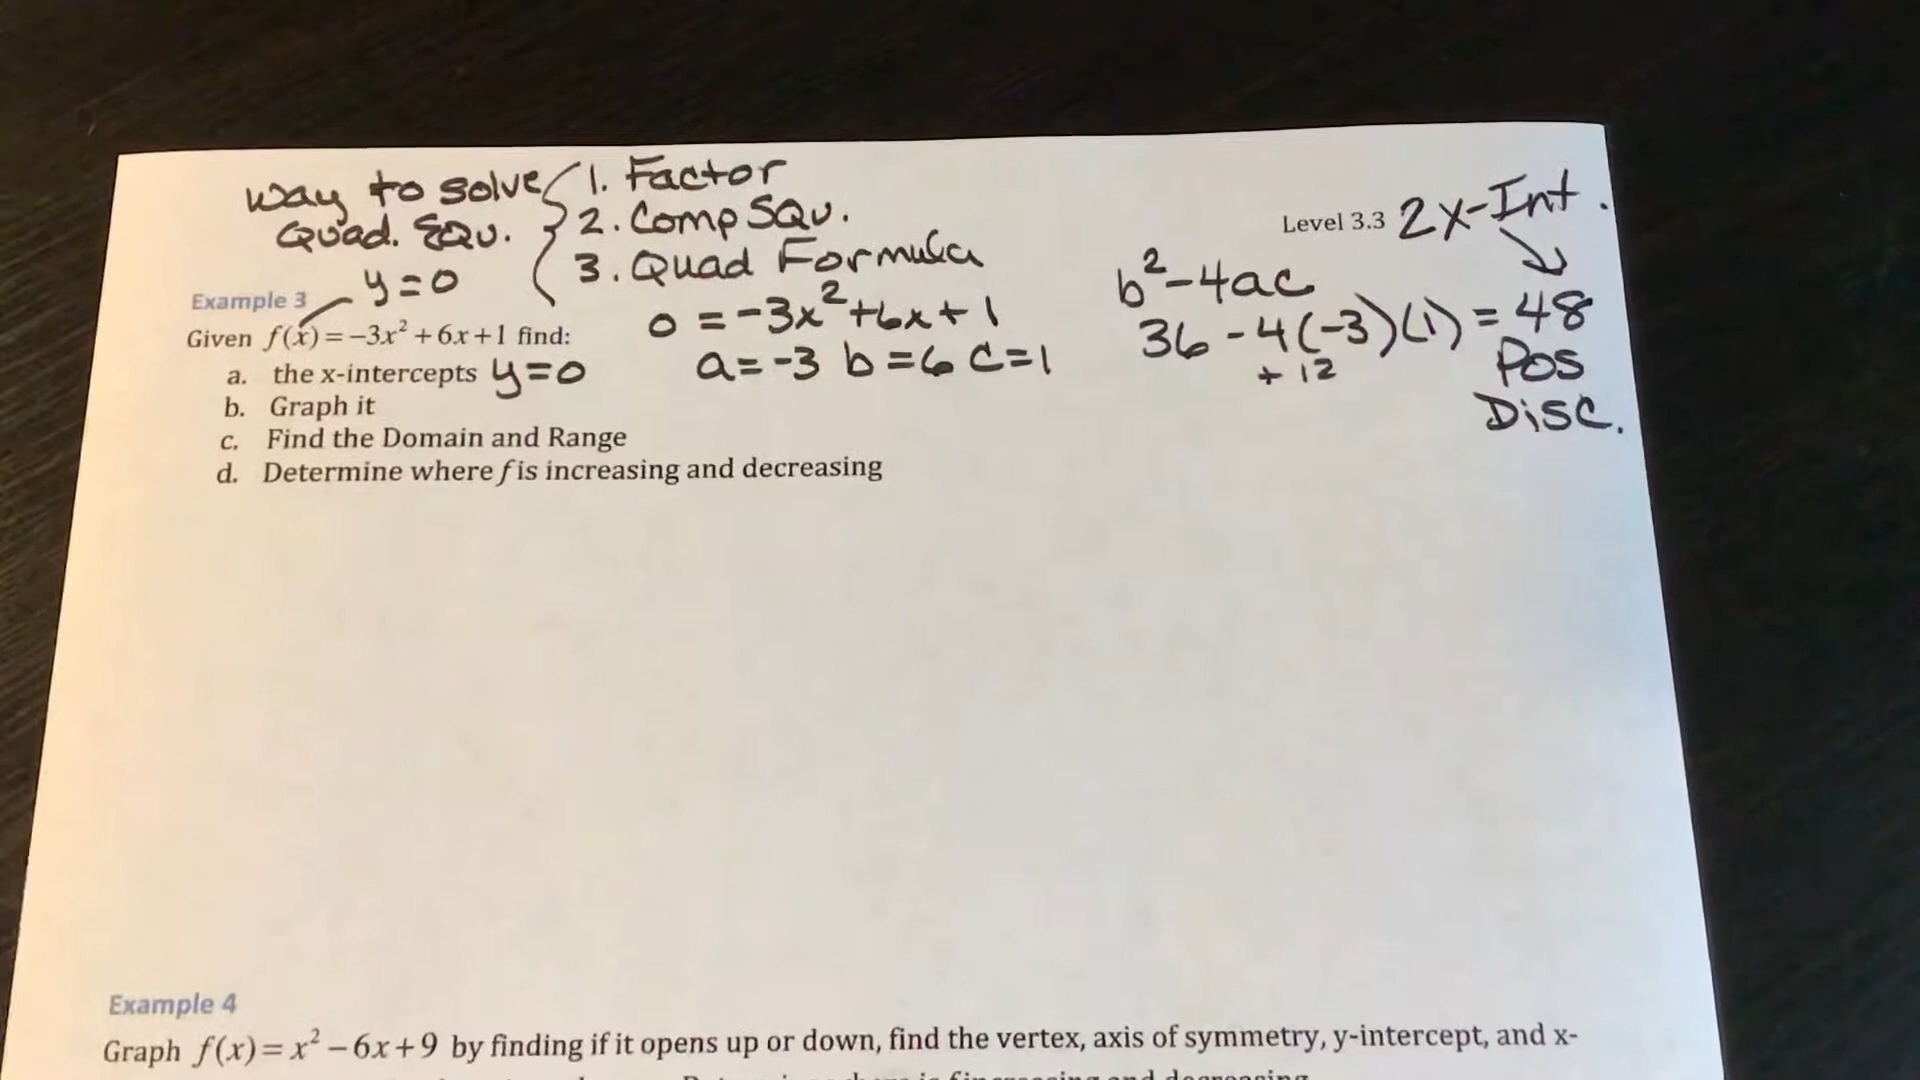 Way to solve 1. Factor
Quad. Equ. 2. Comp Squ.
3. Quad Formula
y=0
Level 3.3 2x-Int.
b²-4ac
36-4(-3)(1) = 48
+12
Pos
Disc.
Example 3
0 = -3x²+6x+1
Given f(x) = -3x² + 6x + 1 find:
a = -3 b = 6 c = 1
a. the x-intercepts y=0
b. Graph it
c. Find the Domain and Range
d. Determine where f is increasing and decreasing
Example 4
Graph f(x) = x² – 6x + 9 by finding if it opens up or down, find the vertex, axis of symmetry, y-intercept, and x-